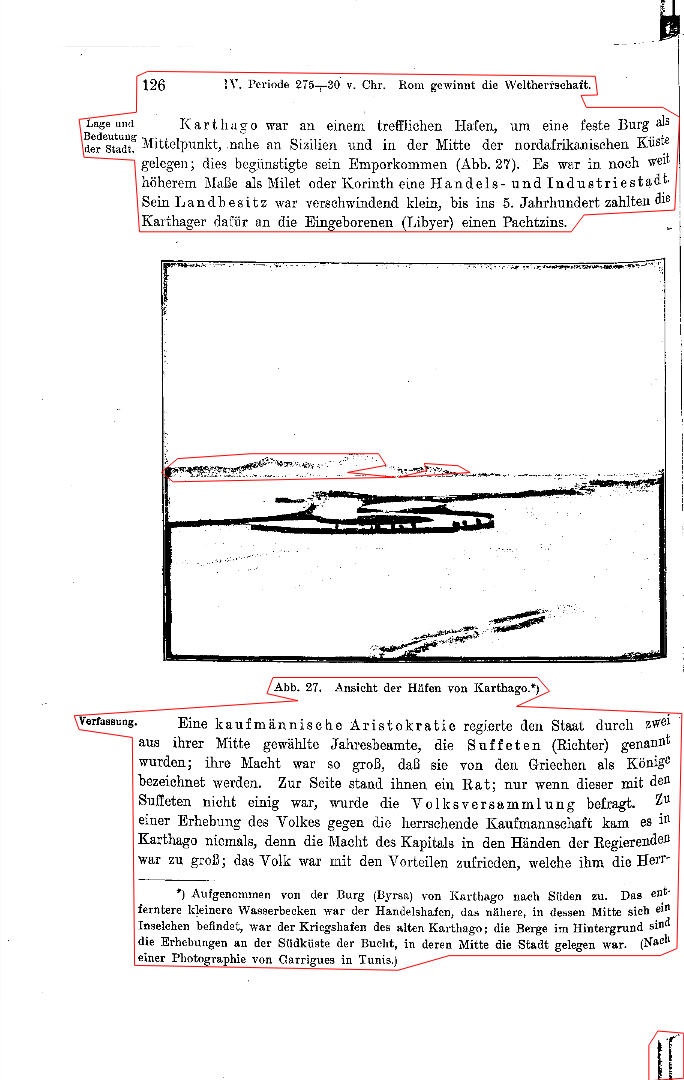 126 IV. Periode 275—30 v. Chr. Rom gewinnt die Weltherrschaft.
Lage und
Bedeutung
der Stadt.
Karthago war an einem trefflichen Hafen, um eine feste Burg als
Mittelpunkt, nahe an Sizilien und in der Mitte der nordafrikanischen Küste
gelegen; dies begünstigte sein Emporkommen (Abb. 27). Es war in noch weit
höherem Maße als Milet oder Korinth eine Handels- und Industriestadt.
Sein Landbesitz war verschwindend klein, bis ins 5. Jahrhundert zahlten die
Karthager dafür an die Eingeborenen (Libyer) einen Pachtzins.
Abb. 27. Ansicht der Häfen von Karthago.*)
Verfassung.
Eine kaufmännische Aristokratie regierte den Staat durch zwei
aus ihrer Mitte gewählte Jahresbeamte, die Suffeten (Richter) genannt
wurden; ihre Macht war so groß, daß sie von den Griechen als Könige
bezeichnet werden. Zur Seite stand ihnen ein Rat; nur wenn dieser mit den
Suffeten nicht einig war, wurde die Volksversammlung befragt. Zu
einer Erhebung des Volkes gegen die herrschende Kaufmannschaft kam es in
Karthago niemals, denn die Macht des Kapitals in den Händen der Regierenden
war zu groß; das Volk war mit den Vorteilen zufrieden, welche ihm die Herr-
*) Aufgenommen von der Burg (Byrsa) von Karthago nach Süden zu. Das ent-
ferntere kleinere Wasserbecken war der Handelshafen, das nähere, in dessen Mitte sich ein
Inselchen befindet, war der Kriegshafen des alten Karthago; die Berge im Hintergrund sind
die Erhebungen an der Südküste der Bucht, in deren Mitte die Stadt gelegen war. (Nach
einer Photographie von Garrigues in Tunis.)